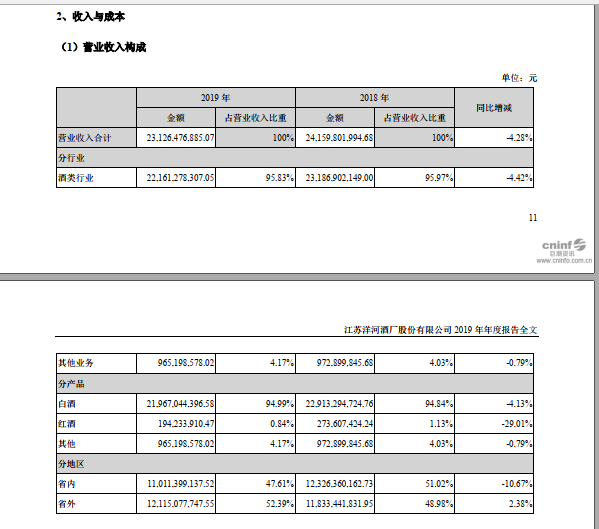 2、收入与成本
（1）营业收入构成
单位：元
2019 年 2018 年 同比增减
金额 占营业收入比重 金额 占营业收入比重
营业收入合计 23,126,476,885.07 100% 24,159,801,994.68 100% -4.28%
分行业
酒类行业 22,161,278,307.05 95.83% 23,186,902,149.00 95.97% -4.42%
11
cninf
巨潮资讯
www.cninfo.com.cn
江苏洋河酒厂股份有限公司 2019 年年度报告全文
其他业务 965,198,578.02 4.17% 972,899,845.68 4.03% -0.79%
分产品
白酒 21,967,044,396.58 94.99% 22,913,294,724.76 94.84% -4.13%
红酒 194,233,910.47 0.84% 273,607,424.24 1.13% -29.01%
其他 965,198,578.02 4.17% 972,899,845.68 4.03% -0.79%
分地区
省内 11,011,399,137.52 47.61% 12,326,360,162.73 51.02% -10.67%
省外 12,115,077,747.55 52.39% 11,833,441,831.95 48.98% 2.38%